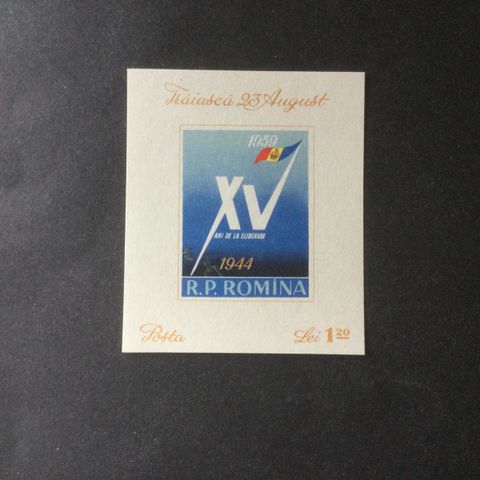 Trăiască 23 August
1959
XV
ANI DE LA ELIBERARE
1944
R.P. ROMÎNA
Posta
Lei 1 20